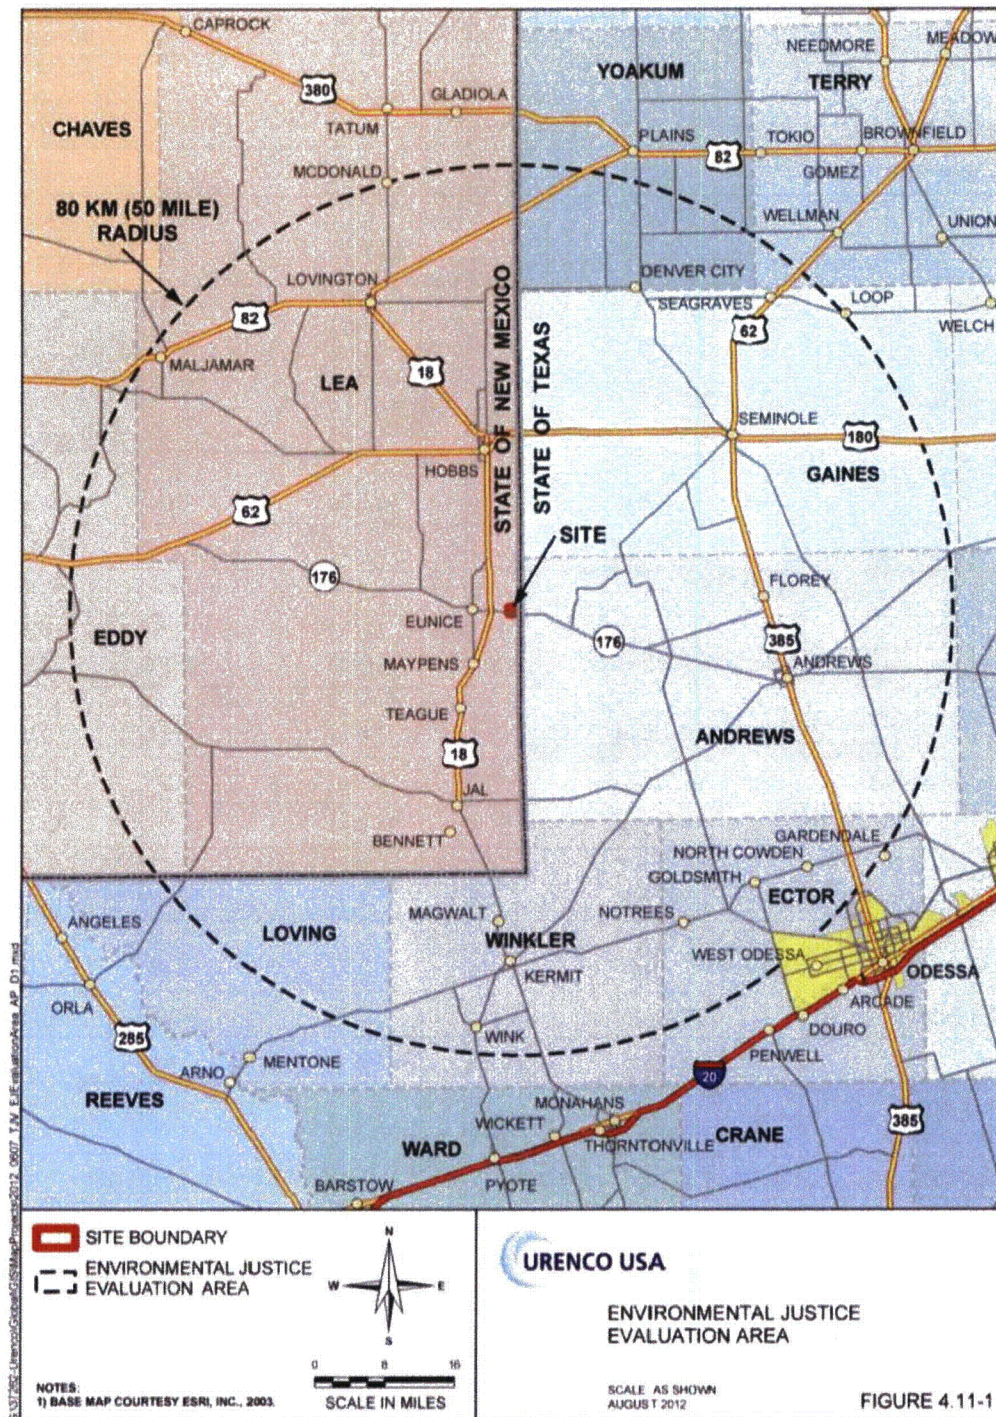 CAPROCK
380
GLADIOLA
TATUM
CHAVES
MCDONALD
80 KM (50 MILE)
RADIUS
LOVINGTON
82
MALJAMAR
LEA
18
HOBBS
62
176
EUNICE
EDDY
MAYPENS
TEAGUE
18
JAL
BENNETT
STATE OF NEW MEXICO
STATE OF TEXAS
YOAKUM
NEEDMORE
MEADOW
TERRY
PLAINS
82
TOKIO
BROWNFIELD
GOMEZ
WELLMAN
UNION
DENVER CITY
SEAGRAVES
LOOP
62
WELCH
SEMINOLE
180
GAINES
SITE
FLOREY
176
385
ANDREWS
ANDREWS
GARDENDALE
NORTH COWDEN
GOLDSMITH
ECTOR
ANGELES
LOVING
MAGWALT
NOTREES
WINKLER
WEST ODESSA
ODESSA
KERMIT
ORLA
ARCADE
285
WINK
DOURO
MENTONE
PENWELL
ARNO
20
REEVES
MONAHANS
385
WICKETT
WARD
THORNTONVILLE
CRANE
BARSTOW
PYOTE
SITE BOUNDARY
ENVIRONMENTAL JUSTICE
EVALUATION AREA
N
W
E
S
0 8 16
SCALE IN MILES
NOTES:
1) BASE MAP COURTESY ESRI, INC., 2003.
URENCO USA
ENVIRONMENTAL JUSTICE
EVALUATION AREA
SCALE AS SHOWN
AUGUST 2012
FIGURE 4.11-1